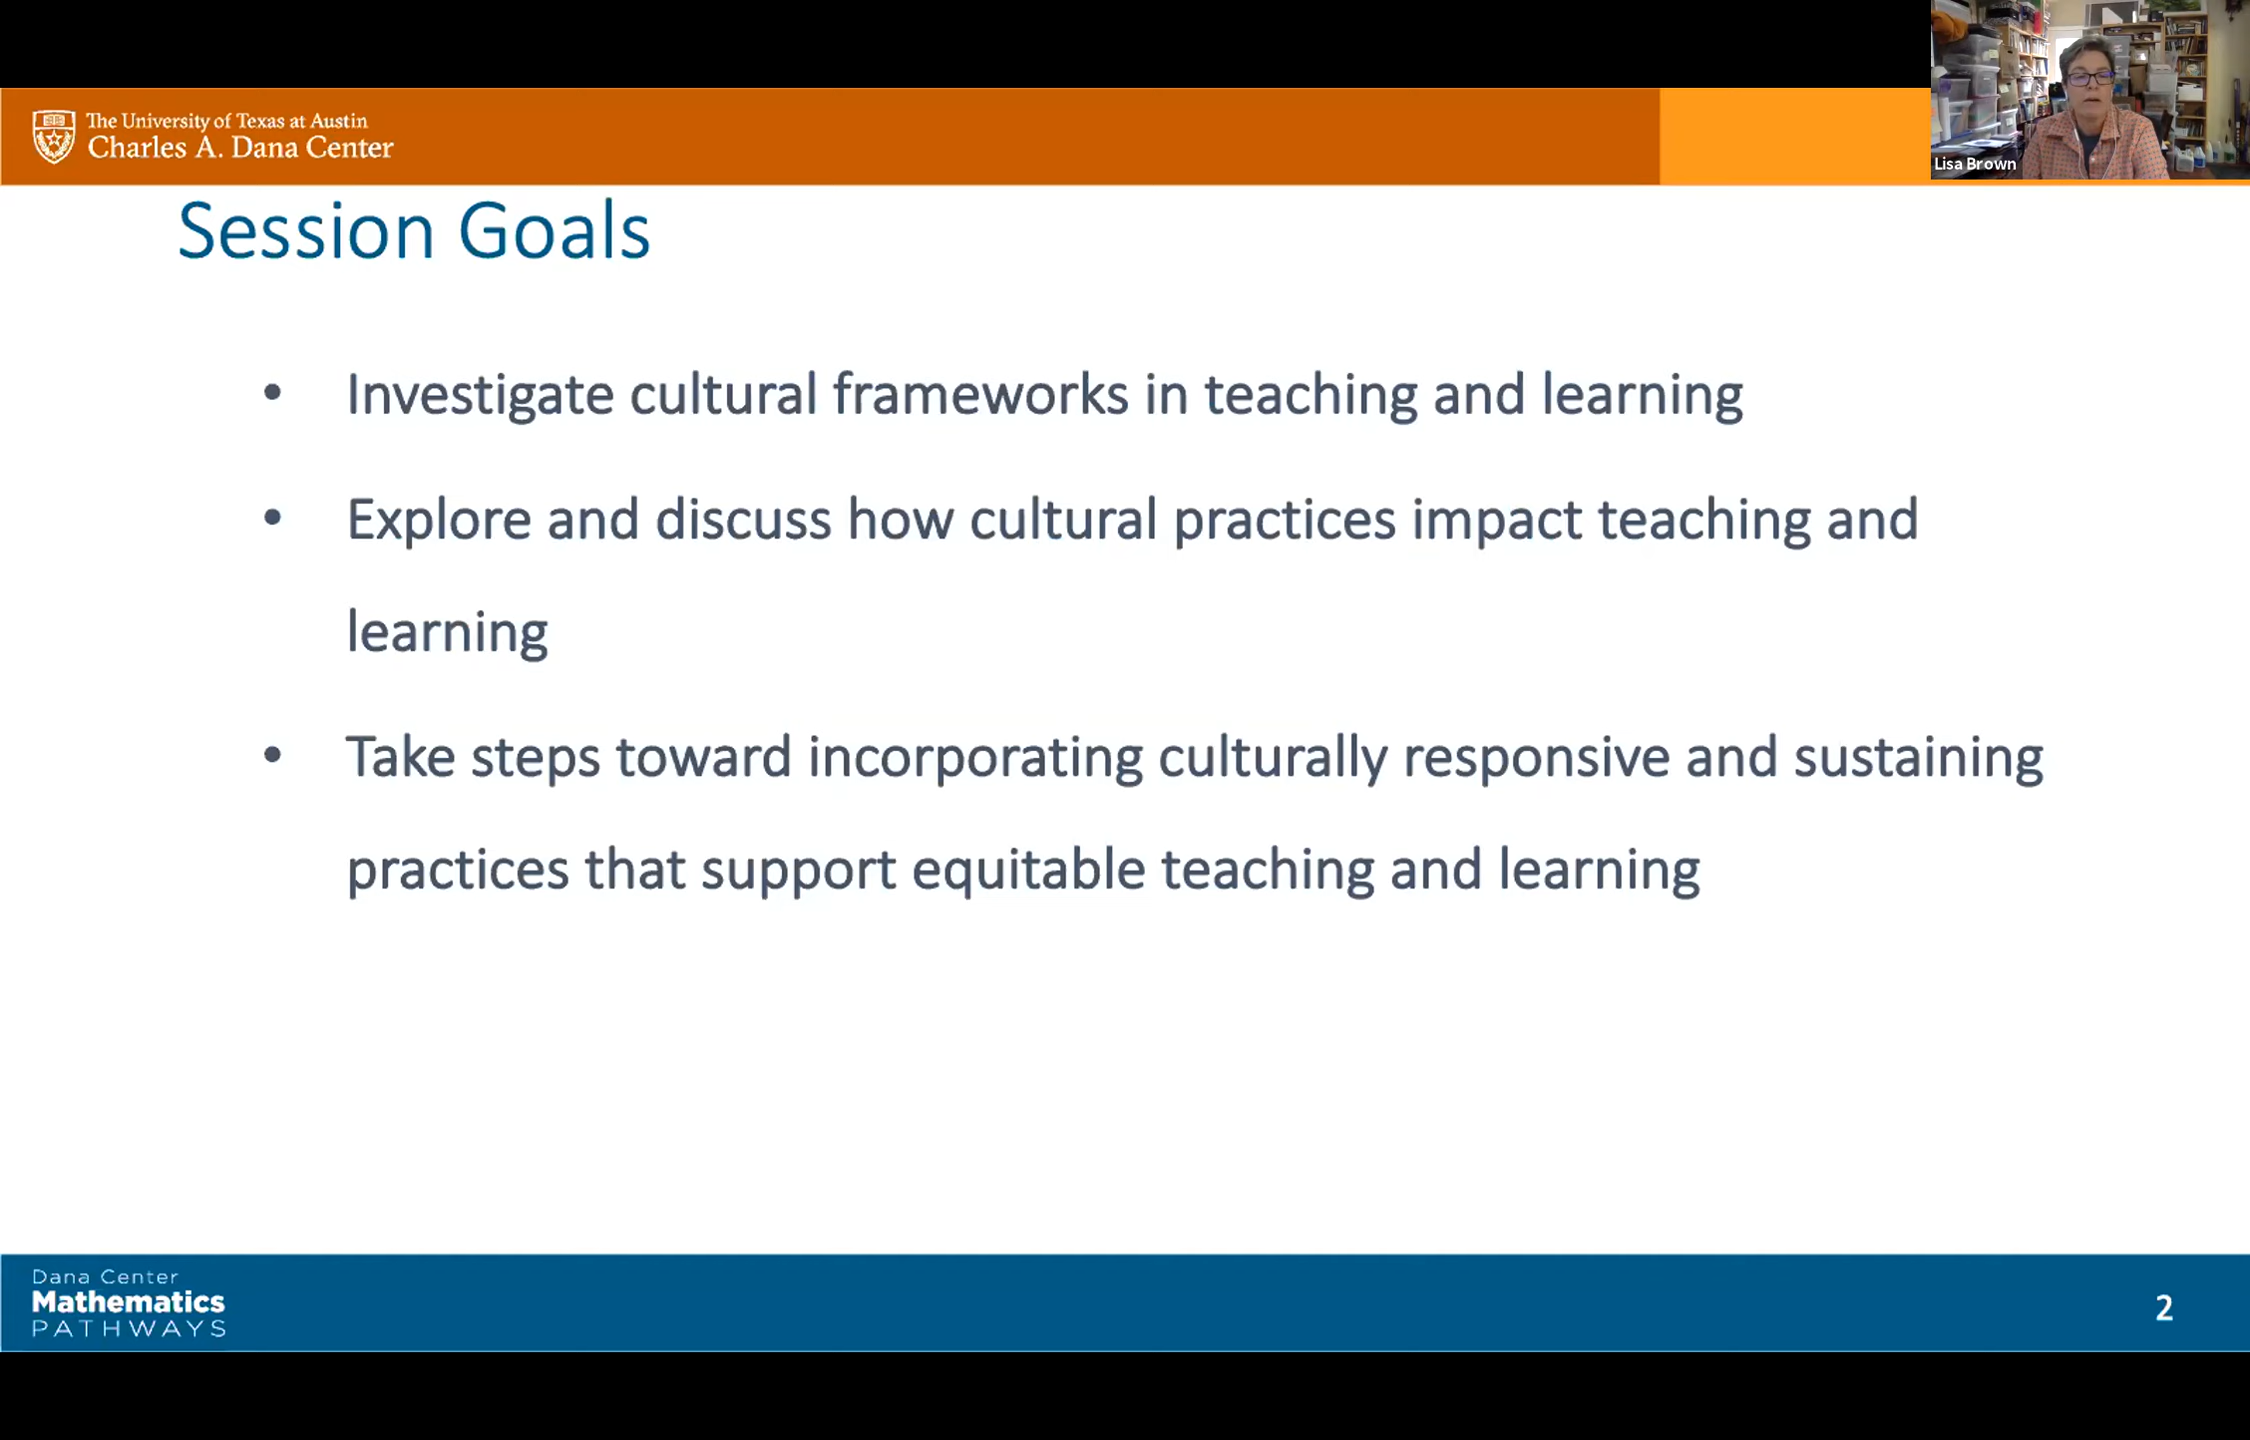 The University of Texas at Austin
Charles A. Dana Center
Lisa Brown
Session Goals
• Investigate cultural frameworks in teaching and learning
• Explore and discuss how cultural practices impact teaching and
learning
• Take steps toward incorporating culturally responsive and sustaining
practices that support equitable teaching and learning
Dana Center
Mathematics
PATHWAYS
2